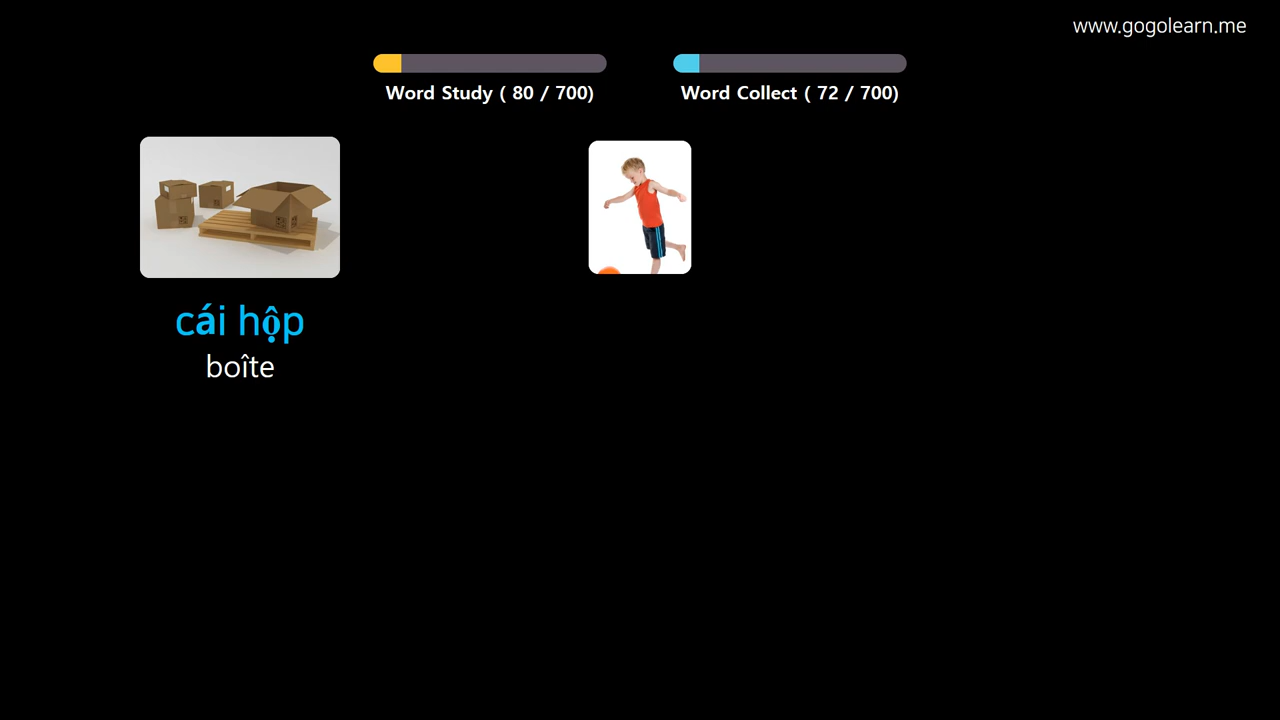 www.gogolearn.me
Word Study ( 80 / 700)
Word Collect ( 72 / 700)
cái hộp
boîte